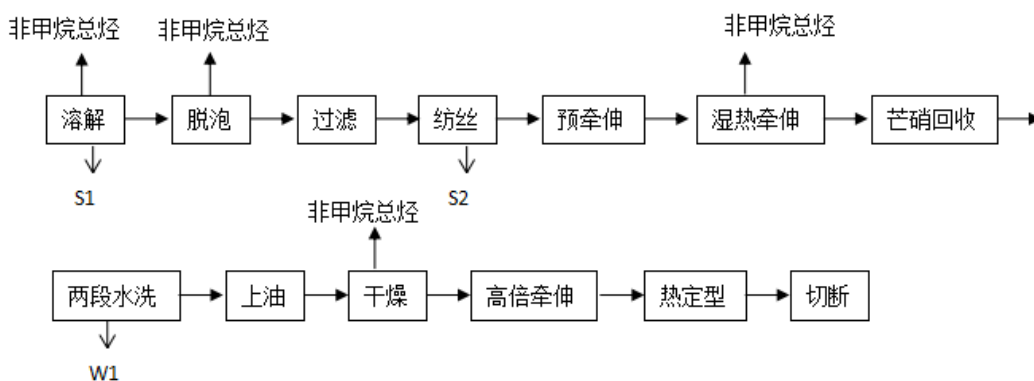 非甲烷总烃 非甲烷总烃 非甲烷总烃
溶解 脱泡 过滤 纺丝 预牵伸 湿热牵伸 芒硝回收
S1 S2
非甲烷总烃
两段水洗 上油 干燥 高倍牵伸 热定型 切断
W1